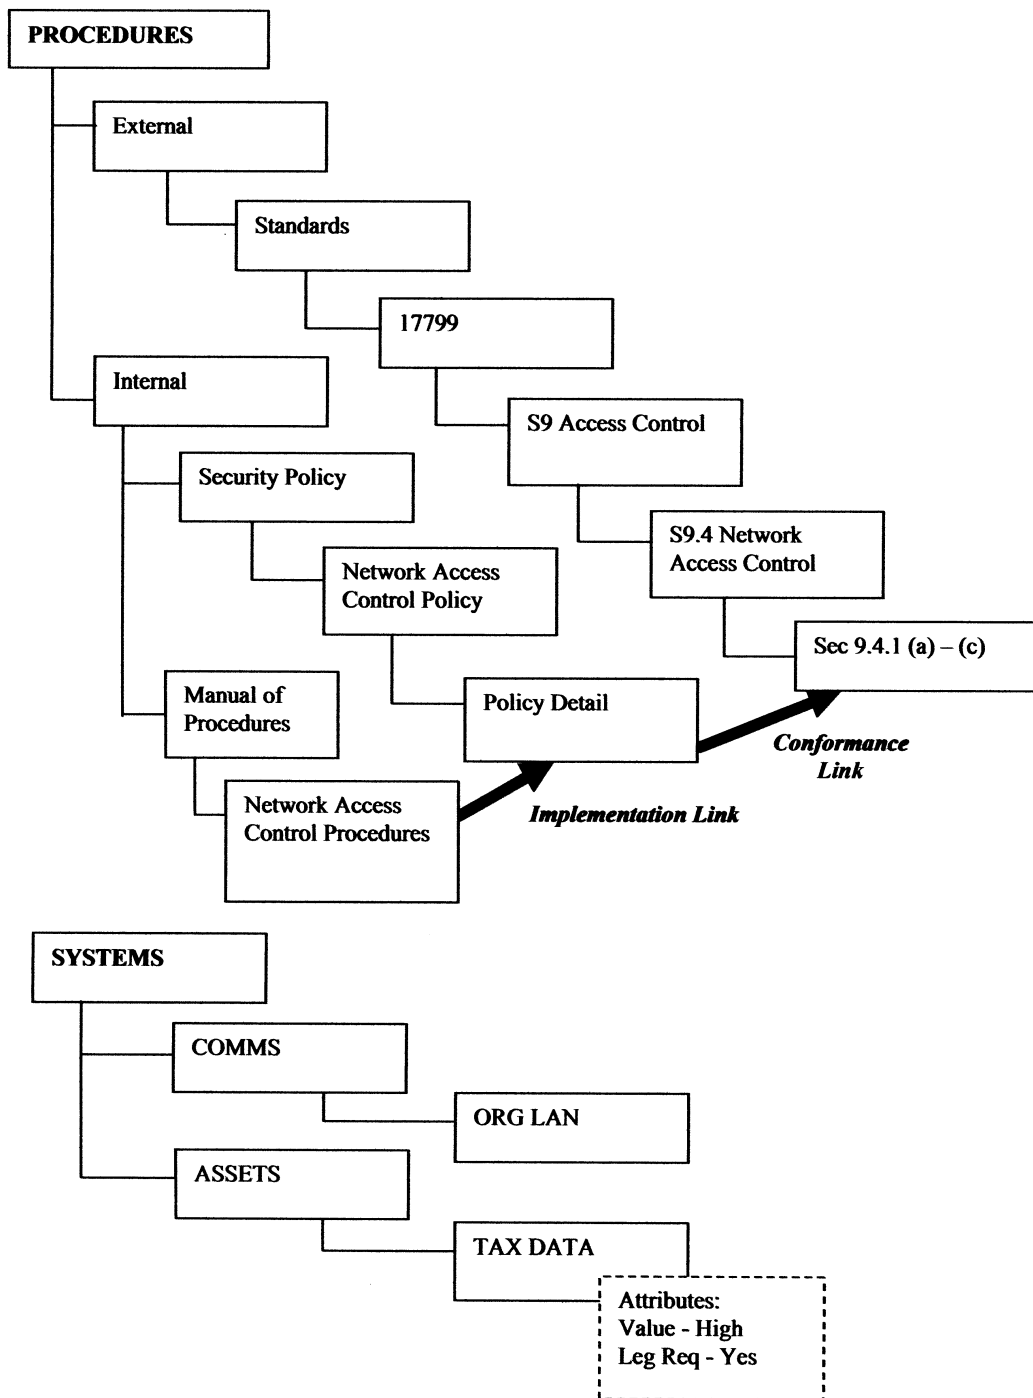 PROCEDURES
External
Standards
17799
Internal
S9 Access Control
Security Policy
S9.4 Network
Access Control
Network Access
Control Policy
Sec 9.4.1 (a) – (c)
Manual of
Procedures
Policy Detail
Conformance
Link
Network Access
Control Procedures
Implementation Link
SYSTEMS
COMMS
ORG LAN
ASSETS
TAX DATA
Attributes:
Value - High
Leg Req - Yes